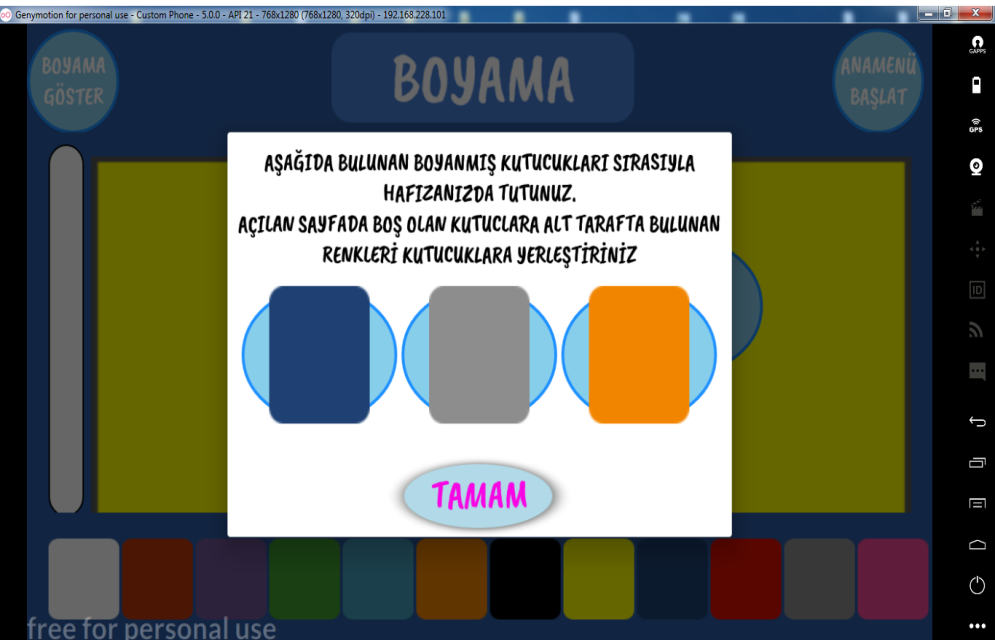 Genymotion for personal use - Custom Phone - 5.0.0 - API 21 - 768x1280 (768x1280, 320dpi) - 192.168.228.101
GAPPS
BOYAMA
GÖSTER
BOYAMA
ANAMENÜ
BAŞLAT
GPS
AŞAĞIDA BULUNAN BOYANMIŞ KUTUCUKLARI SIRASIYLA
HAFIZANIZDA TUTUNUZ.
AÇILAN SAYFADA BOŞ OLAN KUTUCLARA ALT TARAFTA BULUNAN
RENKLERİ KUTUCUKLARA YERLEŞTİRİNİZ
ID
TAMAM
free for personal use